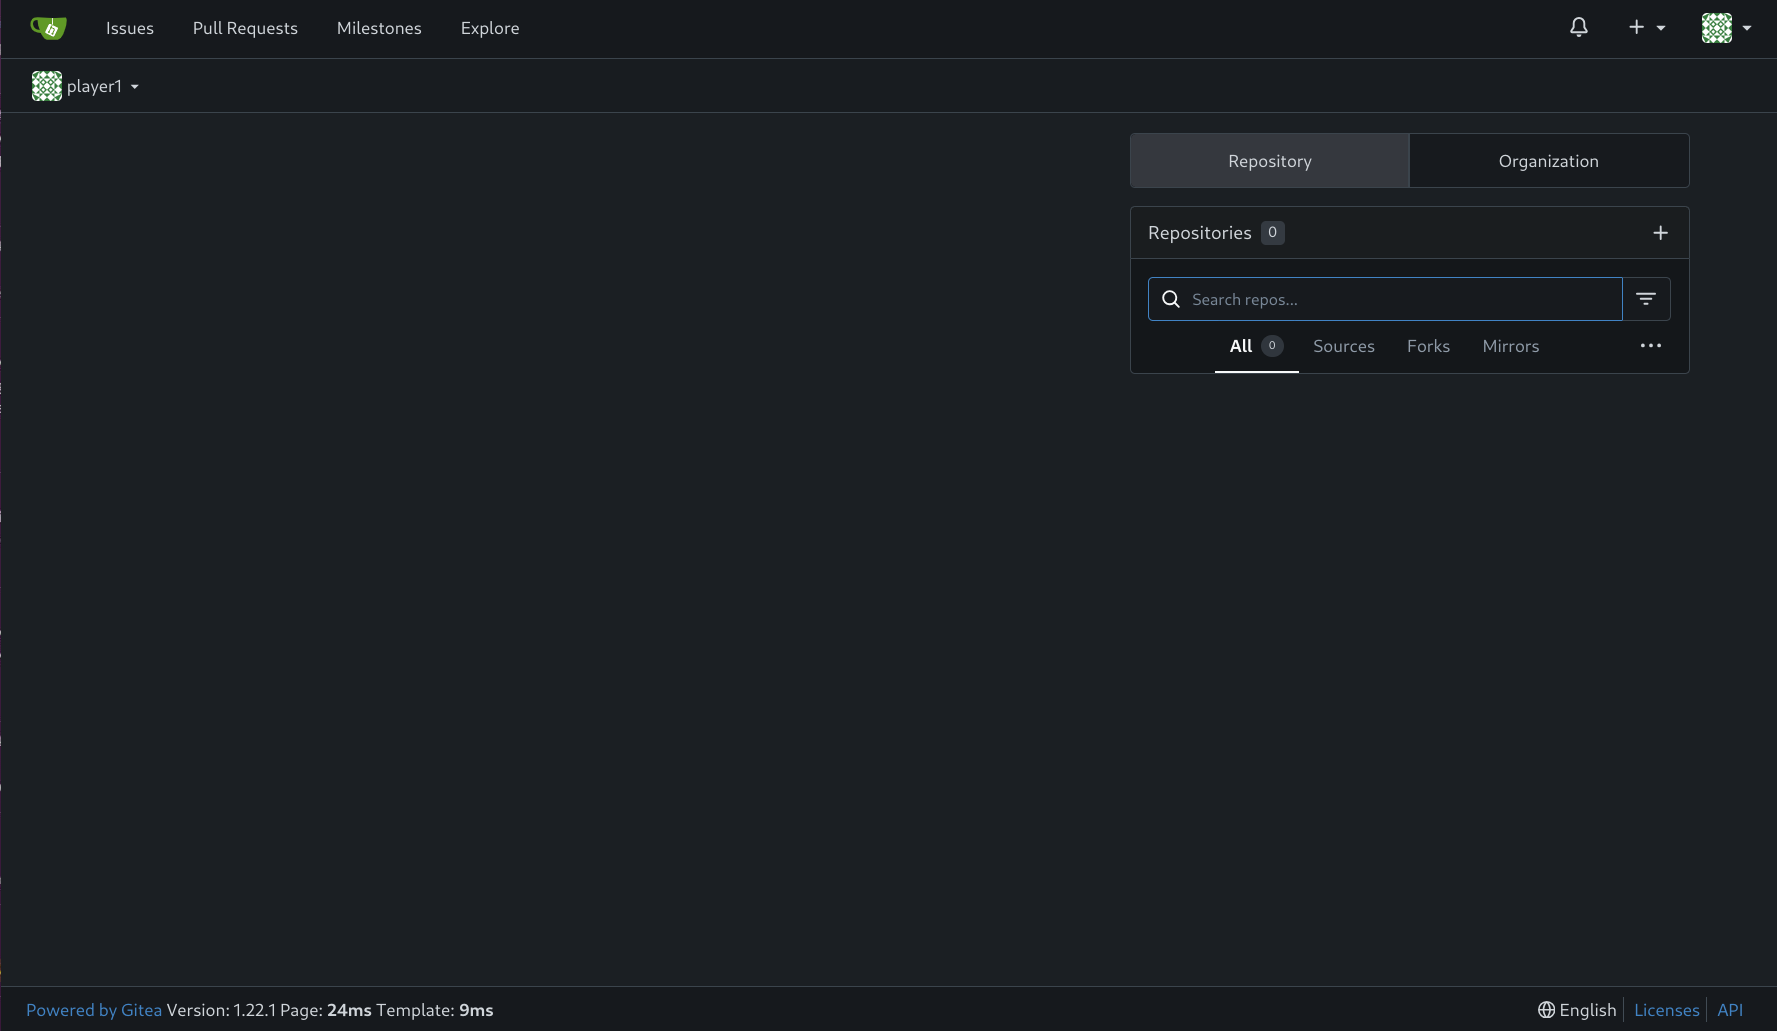 Issues Pull Requests Milestones Explore
player1
Repository Organization
Repositories 0
Search repos...
All 0 Sources Forks Mirrors
Powered by Gitea Version: 1.22.1 Page: 24ms Template: 9ms
English Licenses API